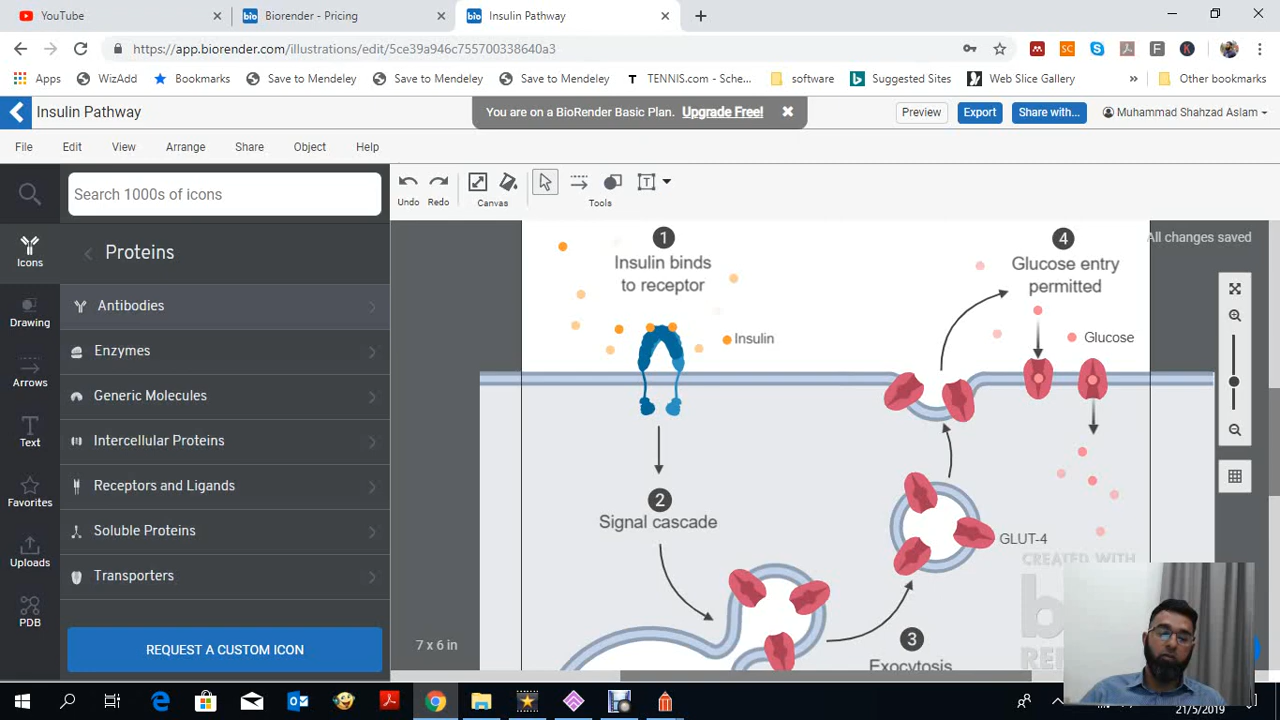 YouTube
Biorender - Pricing
Insulin Pathway
https://app.biorender.com/illustrations/edit/5ce39a946c755700338640a3
Apps
WizAdd
Bookmarks
Save to Mendeley
Save to Mendeley
Save to Mendeley
TENNIS.com - Sche...
software
Suggested Sites
Web Slice Gallery
Other bookmarks
Insulin Pathway
You are on a BioRender Basic Plan. Upgrade Free!
Preview
Export
Share with...
Muhammad Shahzad Aslam
File
Edit
View
Arrange
Share
Object
Help
Search 1000s of icons
Undo
Redo
Canvas
Tools
Icons
Drawing
Arrows
Text
Favorites
Uploads
PDB
Proteins
Antibodies
Enzymes
Generic Molecules
Intercellular Proteins
Receptors and Ligands
Soluble Proteins
Transporters
REQUEST A CUSTOM ICON
All changes saved
1
Insulin binds
to receptor
Insulin
4
Glucose entry
permitted
Glucose
2
Signal cascade
GLUT-4
CREATED WITH
3
Exocytosis
7 x 6 in
21/5/2019